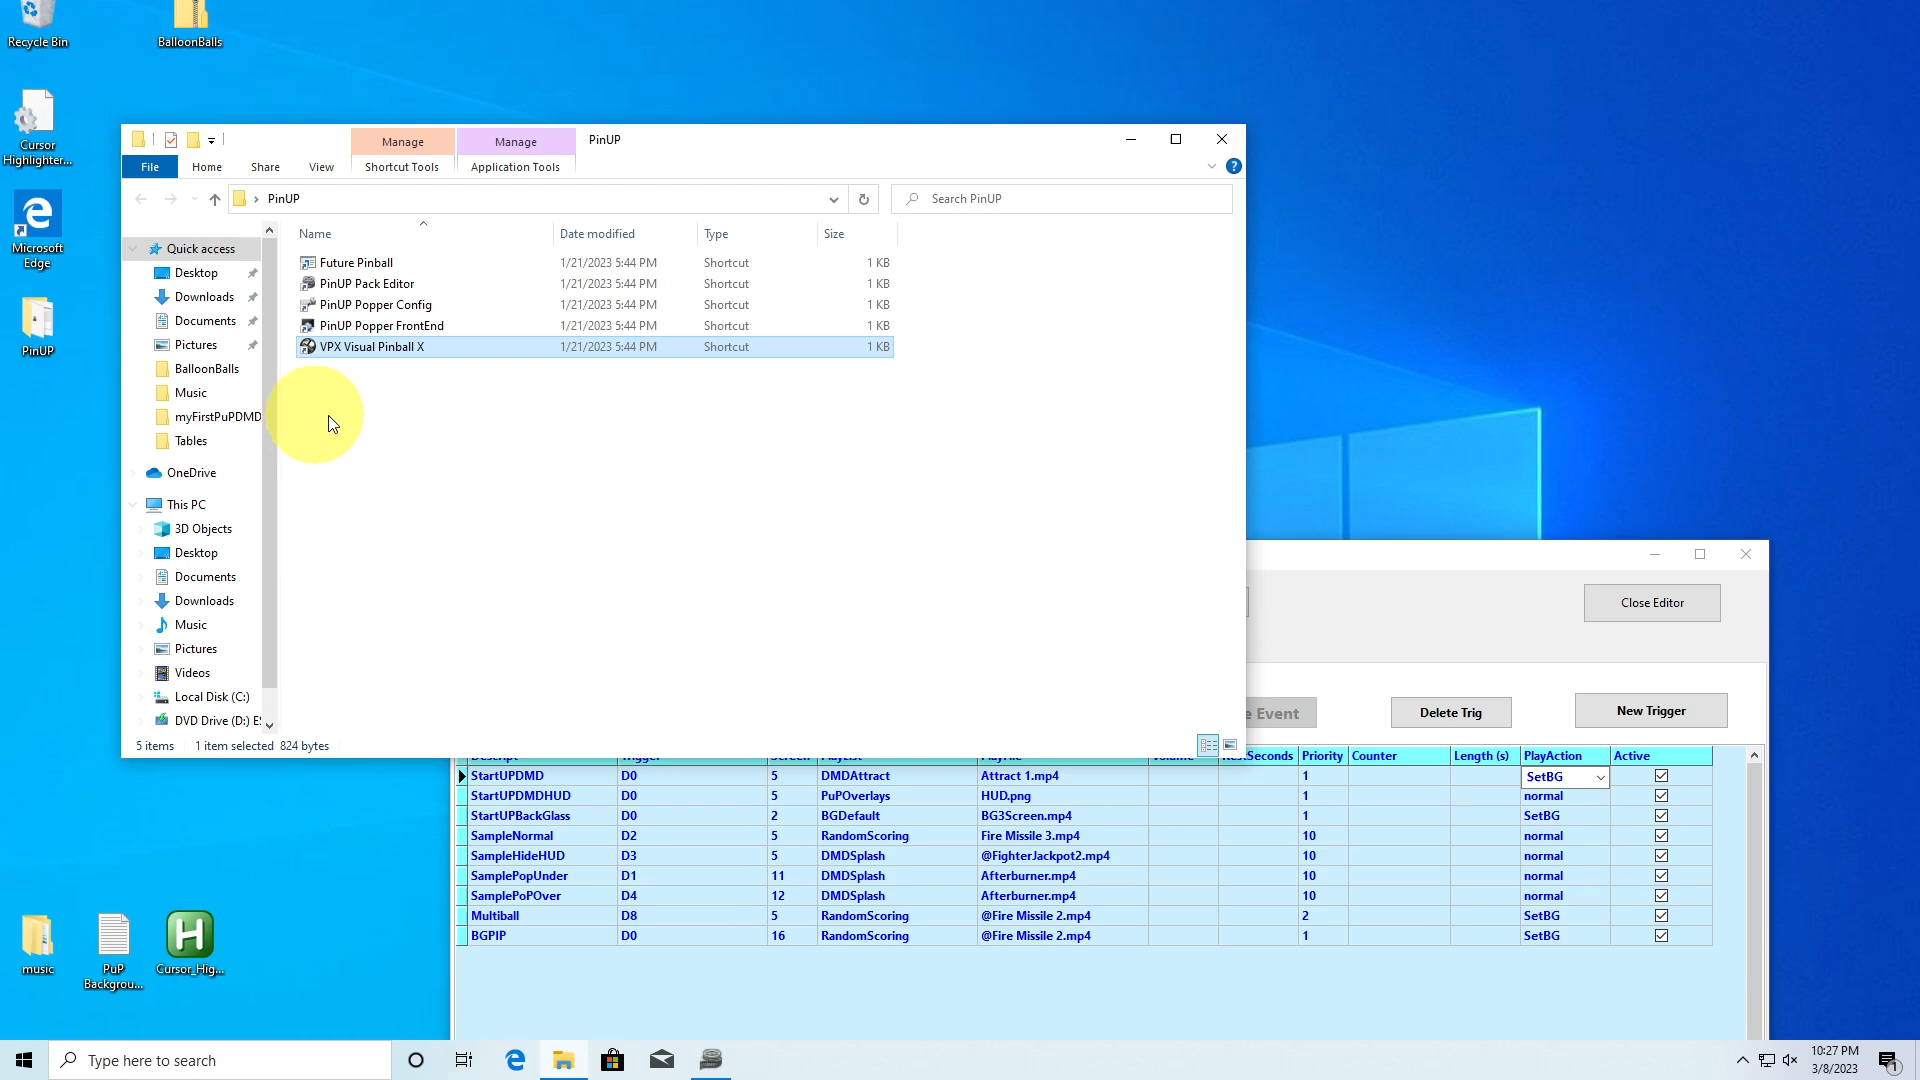 Recycle Bin
BalloonBalls
Cursor
Highlighter...
Microsoft
Edge
PinUP
music
PuP
Backgrou...
Cursor_Hig...
Manage
Manage
PinUP
File
Home
Share
View
Shortcut Tools
Application Tools
PinUP
Search PinUP
Name
Date modified
Type
Size
Future Pinball 1/21/2023 5:44 PM Shortcut 1 KB
PinUP Pack Editor 1/21/2023 5:44 PM Shortcut 1 KB
PinUP Popper Config 1/21/2023 5:44 PM Shortcut 1 KB
PinUP Popper FrontEnd 1/21/2023 5:44 PM Shortcut 1 KB
VPX Visual Pinball X 1/21/2023 5:44 PM Shortcut 1 KB
Quick access
Desktop
Downloads
Documents
Pictures
BalloonBalls
Music
myFirstPuPDMD
Tables
OneDrive
This PC
3D Objects
Desktop
Documents
Downloads
Music
Pictures
Videos
Local Disk (C:)
DVD Drive (D:)
5 items 1 item selected 824 bytes
Close Editor
Event
Delete Trig
New Trigger
Priority Counter Length (s) PlayAction Active
StartUPDMD D0 5 DMDAttract Attract 1.mp4 1 SetBG
StartUPDMDHUD D0 5 PuPOverlays HUD.png 1 normal
StartUPBackGlass D0 2 BGDefault BG3Screen.mp4 1 SetBG
SampleNormal D2 5 RandomScoring Fire Missile 3.mp4 10 normal
SampleHideHUD D3 5 DMDSplash @FighterJackpot2.mp4 10 normal
SamplePopUnder D1 11 DMDSplash Afterburner.mp4 10 normal
SamplePoPOver D4 12 DMDSplash Afterburner.mp4 10 normal
Multiball D8 5 RandomScoring @Fire Missile 2.mp4 2 SetBG
BGPIP D0 16 RandomScoring @Fire Missile 2.mp4 1 SetBG
Type here to search
10:27 PM
3/8/2023
1